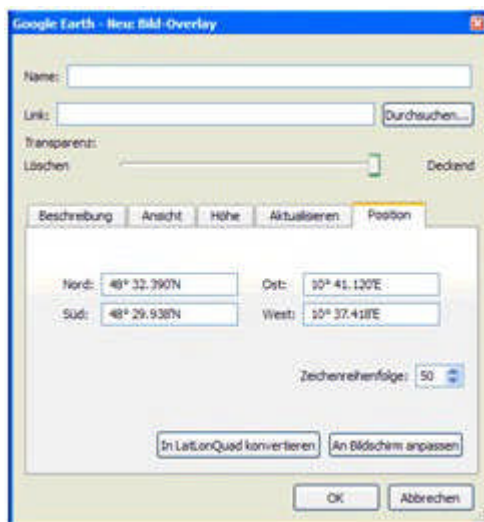 Google Earth - Neu: Bild-Overlay
Name:
Link: Durchsuchen...
Transparenz:
Löschen Deckend
Beschreibung Ansicht Höhe Aktualisieren Position
Nord: 48° 32.390'N Ost: 10° 41.120'E
Süd: 48° 29.938'N West: 10° 37.418'E
Zeichenreihenfolge: 50
In LatLonQuad konvertieren An Bildschirm anpassen
OK Abbrechen